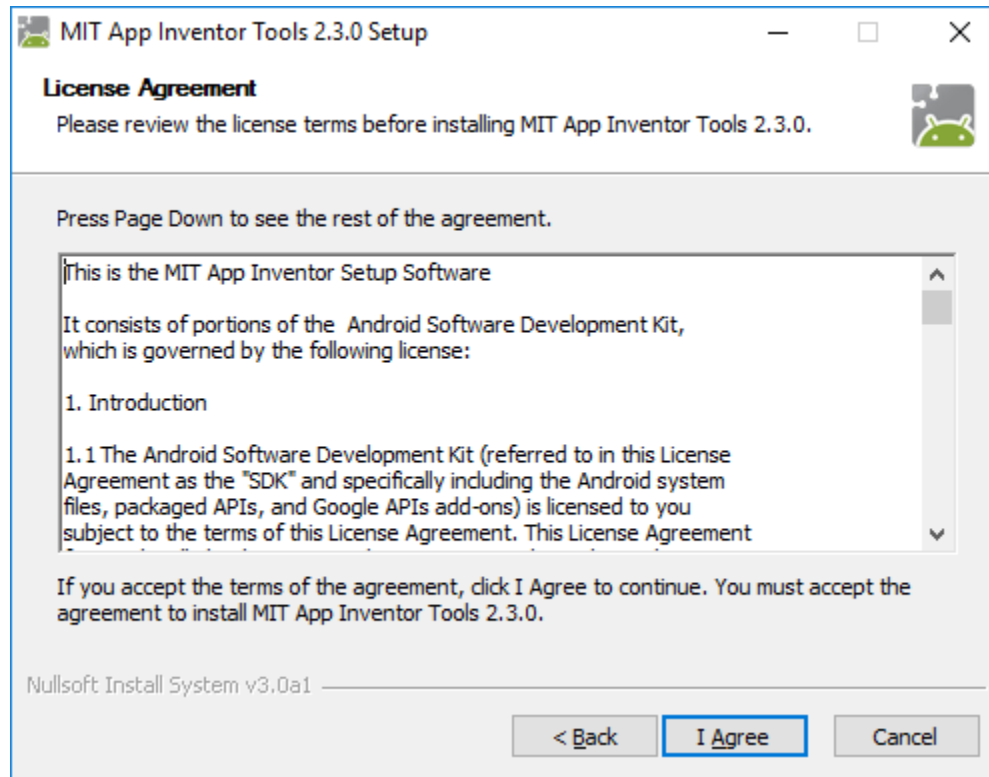 MIT App Inventor Tools 2.3.0 Setup
License Agreement
Please review the license terms before installing MIT App Inventor Tools 2.3.0.
Press Page Down to see the rest of the agreement.
This is the MIT App Inventor Setup Software
It consists of portions of the  Android Software Development Kit,
which is governed by the following license:
1. Introduction
1.1 The Android Software Development Kit (referred to in this License
Agreement as the "SDK" and specifically including the Android system
files, packaged APIs, and Google APIs add-ons) is licensed to you
subject to the terms of this License Agreement. This License Agreement
If you accept the terms of the agreement, click I Agree to continue. You must accept the
agreement to install MIT App Inventor Tools 2.3.0.
Nullsoft Install System v3.0a1
< Back
I Agree
Cancel